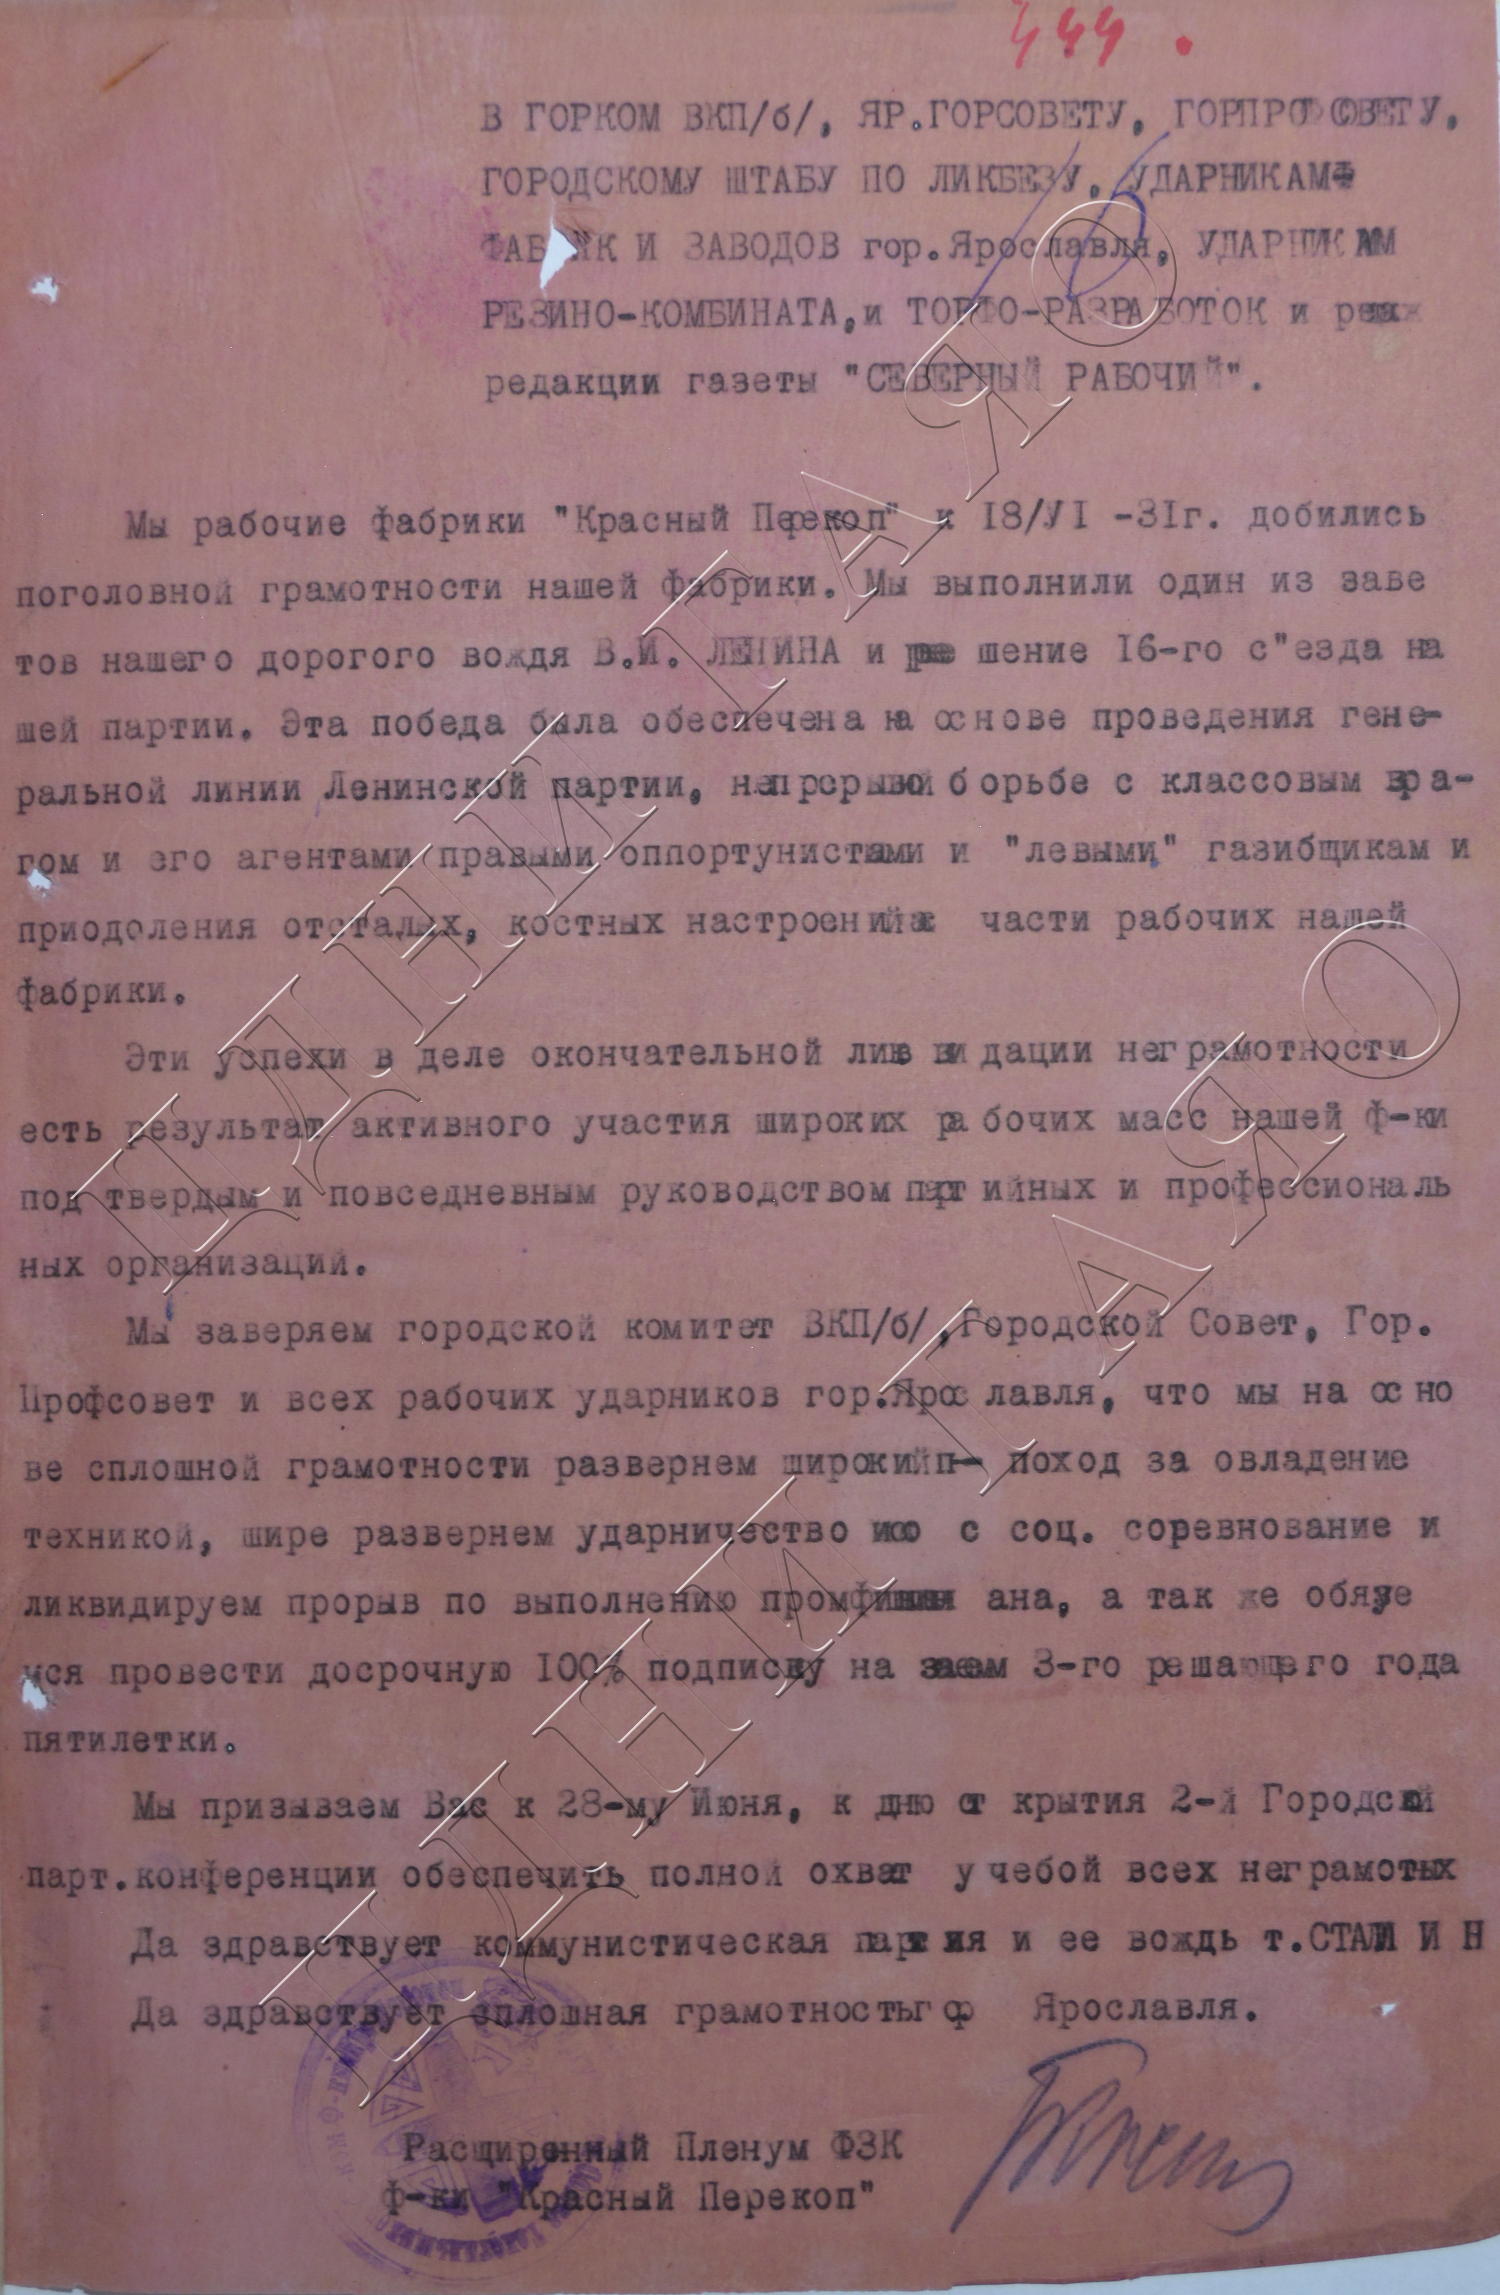 444.
В ГОРКОМ ВКП/б/, ЯР.ГОРСОВЕТУ, ГОРПРОФСОВЕТУ,
ГОРОДСКОМУ ШТАБУ ПО ЛИКБЕЗУ, УДАРНИКАМ
ФАБРИК И ЗАВОДОВ гор.Ярославля, УДАРНИКАМ
РЕЗИНО-КОМБИНАТА,и ТОРФО-РАЗРАБОТОК и
редакции газеты "СЕВЕРНЫЙ РАБОЧИЙ".
Мы рабочие фабрики "Красный Перекоп" к 18/УI -31г. добились
поголовной грамотности нашей фабрики. Мы выполнили один из заве
тов нашего дорогого вождя В.И. ЛЕНИНА и решение 16-го с"езда на
шей партии. Эта победа была обеспечена на основе проведения гене-
ральной линии Ленинской партии, непрерывной борьбе с классовым вра-
гом и его агентами правыми оппортунистами и "левыми" газибщикам и
приодоления отсталых, костных настроений части рабочих нашей
фабрики.
Эти успехи в деле окончательной ликвидации неграмотности
есть результат активного участия широких рабочих масс нашей ф-ки
под твердым и повседневным руководством партийных и профессиональ
ных организаций.
Мы заверяем городской комитет ВКП/б/,Городской Совет, Гор.
Профсовет и всех рабочих ударников гор.Ярославля, что мы на осно
ве сплошной грамотности развернем широкий п- поход за овладение
техникой, шире развернем ударничество и с соц. соревнование и
ликвидируем прорыв по выполнению промфинплана, а так же обязуе
мся провести досрочную 100% подписку на заем 3-го решающего года
пятилетки.
Мы призываем Вас к 28-му Июня, к дню открытия 2-й Городской
парт.конференции обеспечить полной охват учебой всех неграмотных
Да здравствует коммунистическая партия и ее вождь т.СТАЛИН
Да здравствует сплошная грамотность гор Ярославля.
Расширенный Пленум ФЗК
ф-ки "Красный Перекоп"
ЦДНИ ГАЯО
ЦДНИ ГАЯО